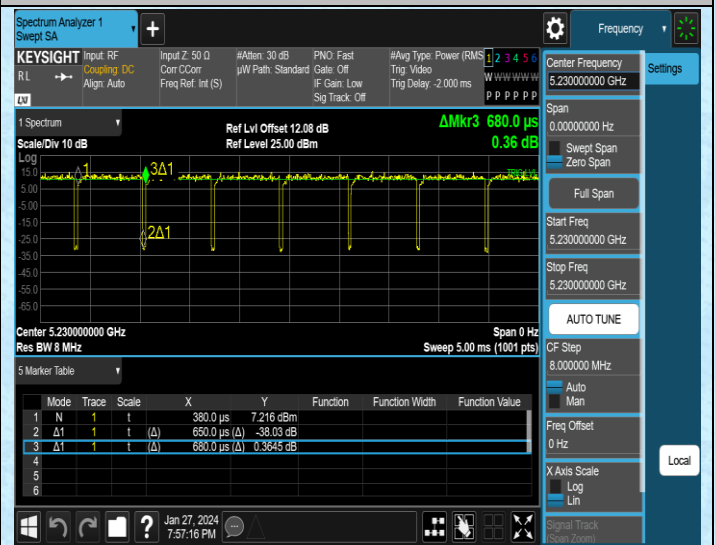 Spectrum Analyzer 1
Swept SA
Frequency
KEYSIGHT
RL
LXI
Input: RF
Coupling: DC
Align: Auto
Input Z: 50 Ω
Corr CCorr
Freq Ref: Int (S)
#Atten: 30 dB
µW Path: Standard
PNO: Fast
Gate: Off
IF Gain: Low
Sig Track: Off
#Avg Type: Power (RMS
Trig: Video
Trig Delay: -2.000 ms
1 2 3 4 5 6
W W W W W W
P P P P P P
1 Spectrum
Scale/Div 10 dB
Ref Lvl Offset 12.08 dB
Ref Level 25.00 dBm
ΔMkr3 680.0 µs
0.36 dB
Log
15.0
5.00
-5.00
-15.0
-25.0
-35.0
-45.0
-55.0
-65.0
1
3Δ1
2Δ1
TRIG LVL
Center 5.230000000 GHz
Res BW 8 MHz
Span 0 Hz
Sweep 5.00 ms (1001 pts)
5 Marker Table
Mode Trace Scale X Y Function Function Width Function Value
1 N 1 t 380.0 µs 7.216 dBm
2 Δ1 1 t (Δ) 650.0 µs (Δ) -38.03 dB
3 Δ1 1 t (Δ) 680.0 µs (Δ) 0.3645 dB
4
5
6
Jan 27, 2024
7:57:16 PM
Center Frequency
5.230000000 GHz
Span
0.00000000 Hz
Swept Span
Zero Span
Full Span
Start Freq
5.230000000 GHz
Stop Freq
5.230000000 GHz
AUTO TUNE
CF Step
8.000000 MHz
Auto
Man
Freq Offset
0 Hz
X Axis Scale
Log
Lin
Signal Track
(Span Zoom)
Settings
Local